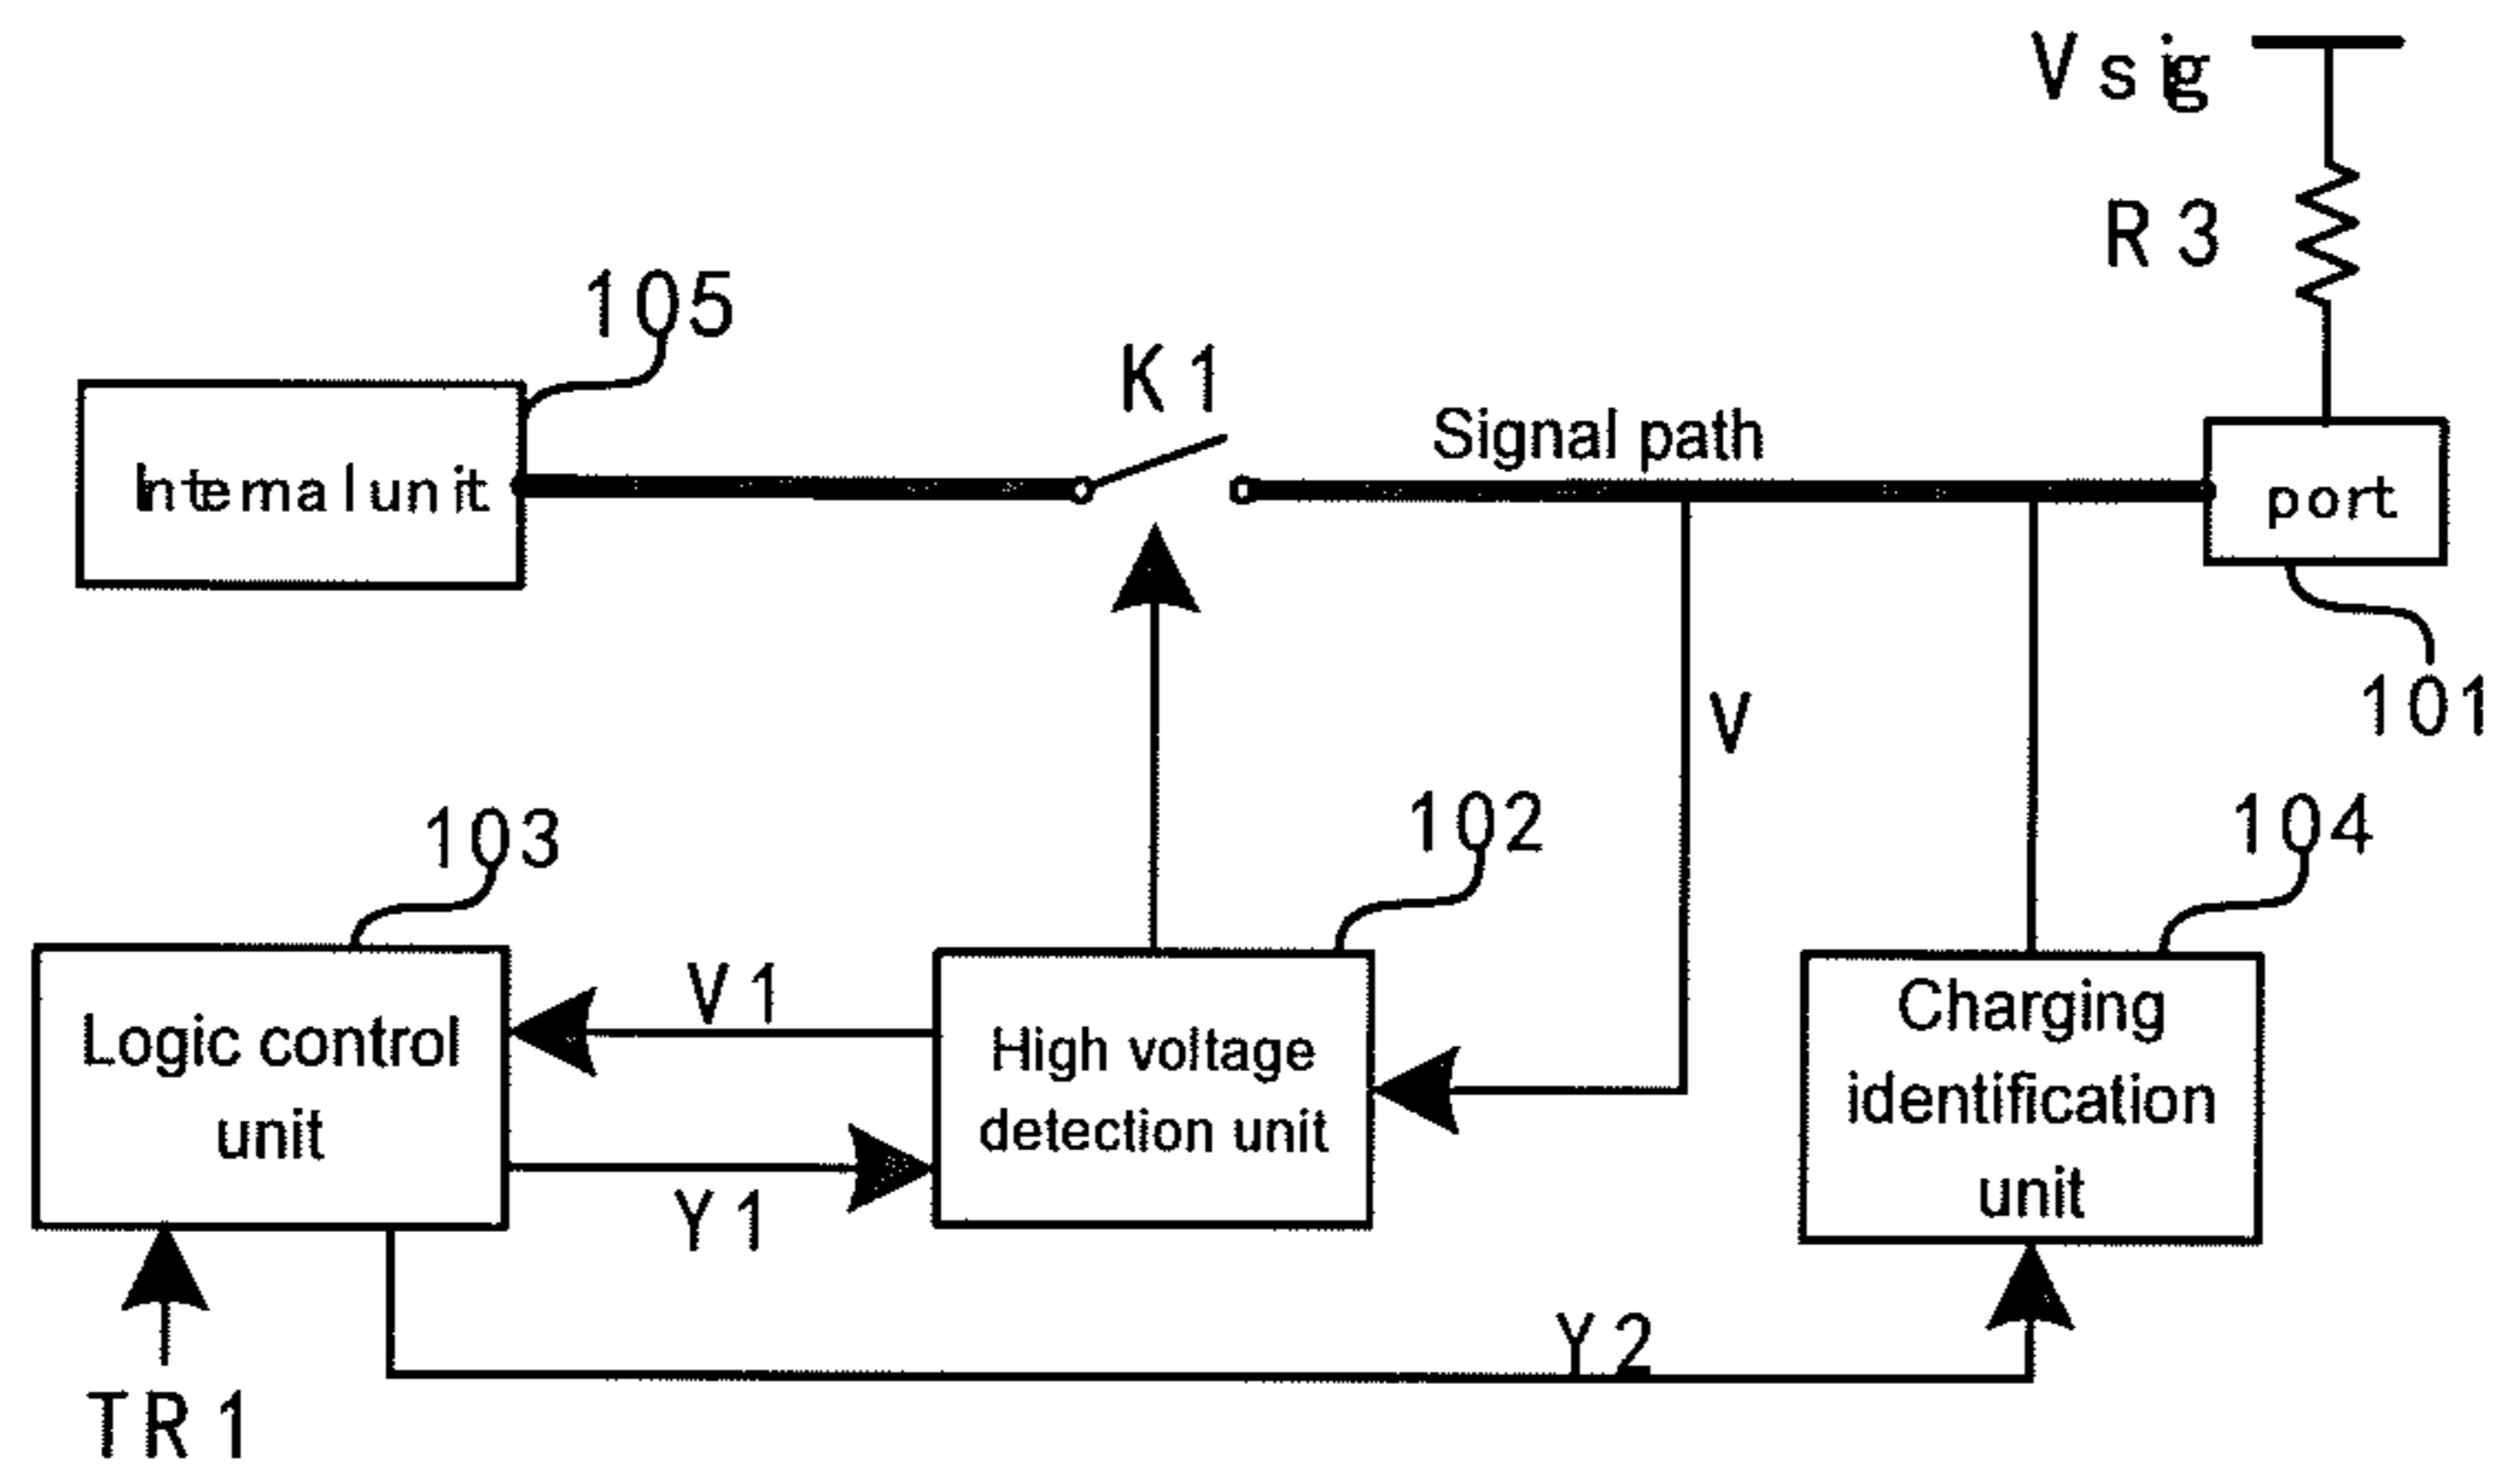 Vsig
R3
105
K1
Signal path
Internal unit
port
101
V
103
102
104
V1
Logic control
unit
High voltage
detection unit
Charging
identification
unit
Y1
Y2
TR1